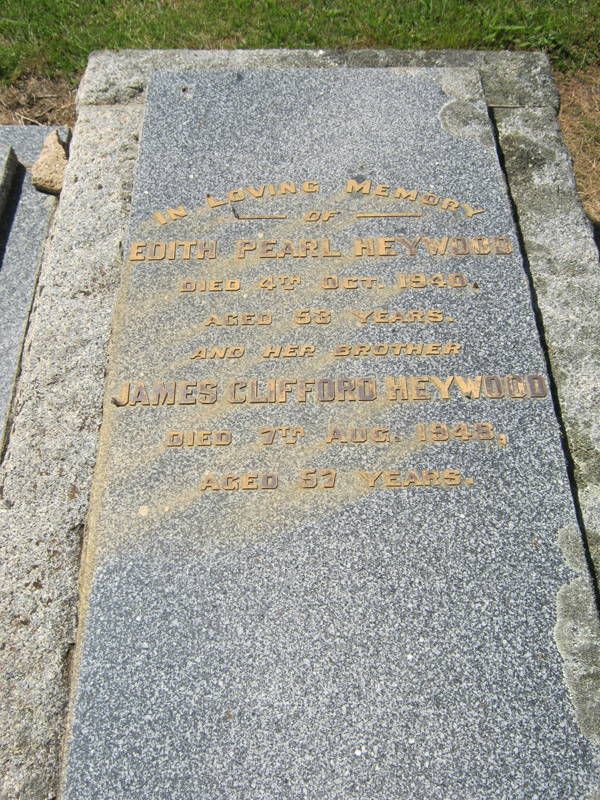 IN LOVING MEMORY
OF
EDITH PEARL HEYWOOD
DIED 4TH OCT. 1940,
AGED 53 YEARS.
AND HER BROTHER
JAMES CLIFFORD HEYWOOD
DIED 7TH AUG. 1943,
AGED 57 YEARS.